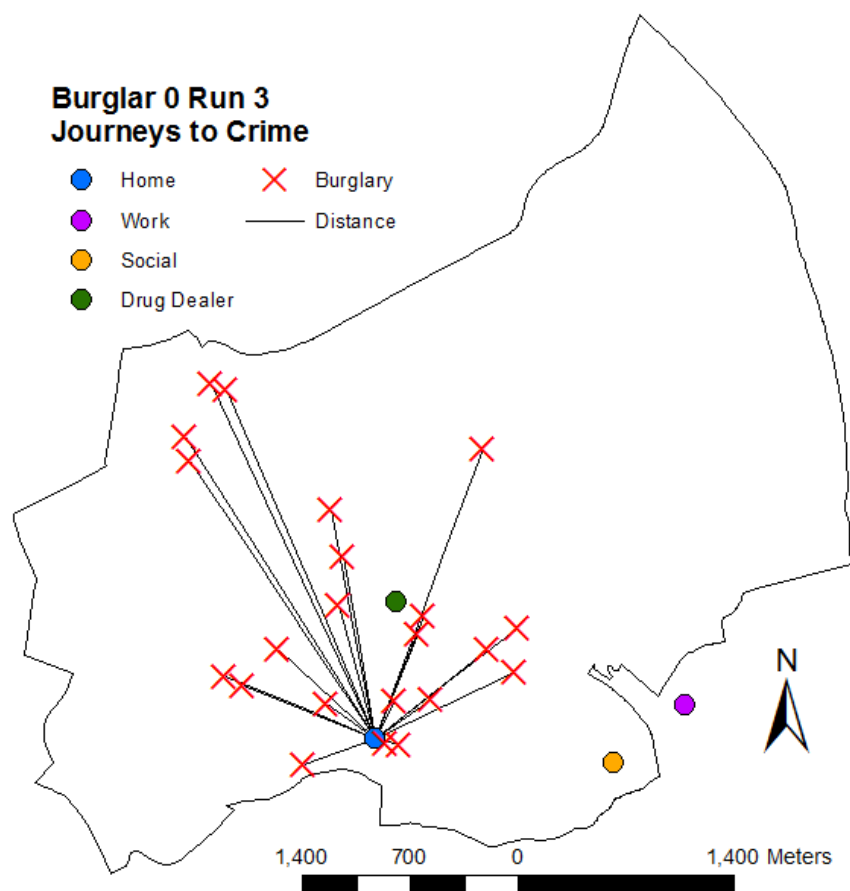 Burglar 0 Run 3
Journeys to Crime
Home
Burglary
Work
Distance
Social
Drug Dealer
N
1,400 700 0 1,400 Meters